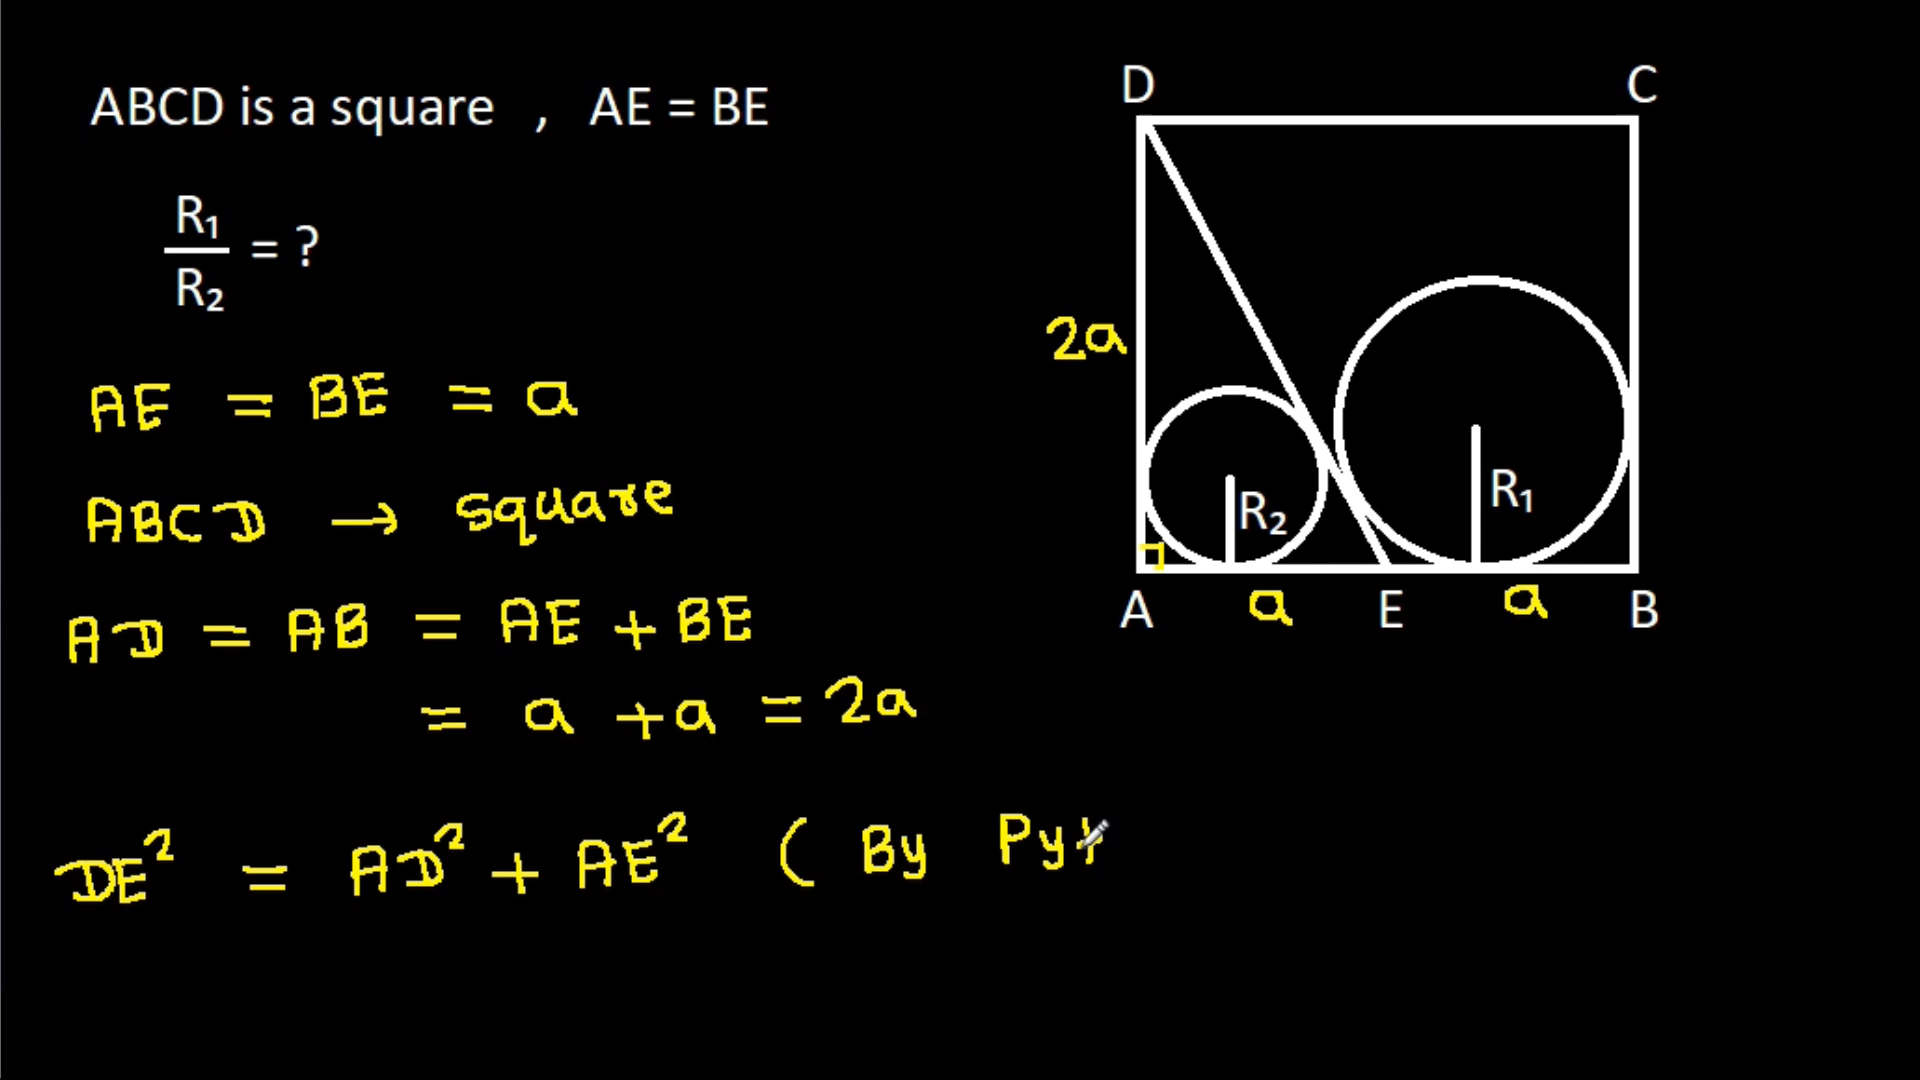 ABCD is a square , AE = BE
R₁
R₂
= ?
AE = BE = a
ABCD → square
AD = AB = AE + BE
= a + a = 2a
DE² = AD² + AE² ( By Pyt
D C
2a
R₂ R₁
A a E a B